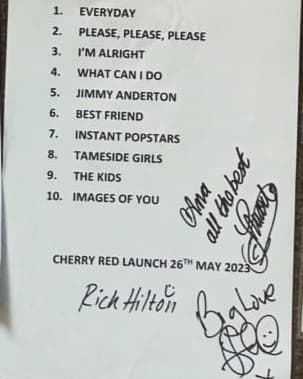 1. EVERYDAY
2. PLEASE, PLEASE, PLEASE
3. I'M ALRIGHT
4. WHAT CAN I DO
5. JIMMY ANDERTON
6. BEST FRIEND
7. INSTANT POPSTARS
8. TAMESIDE GIRLS
9. THE KIDS
10. IMAGES OF YOU
all the best
CHERRY RED LAUNCH 26TH MAY 2023
Rick Hilton
Big Love